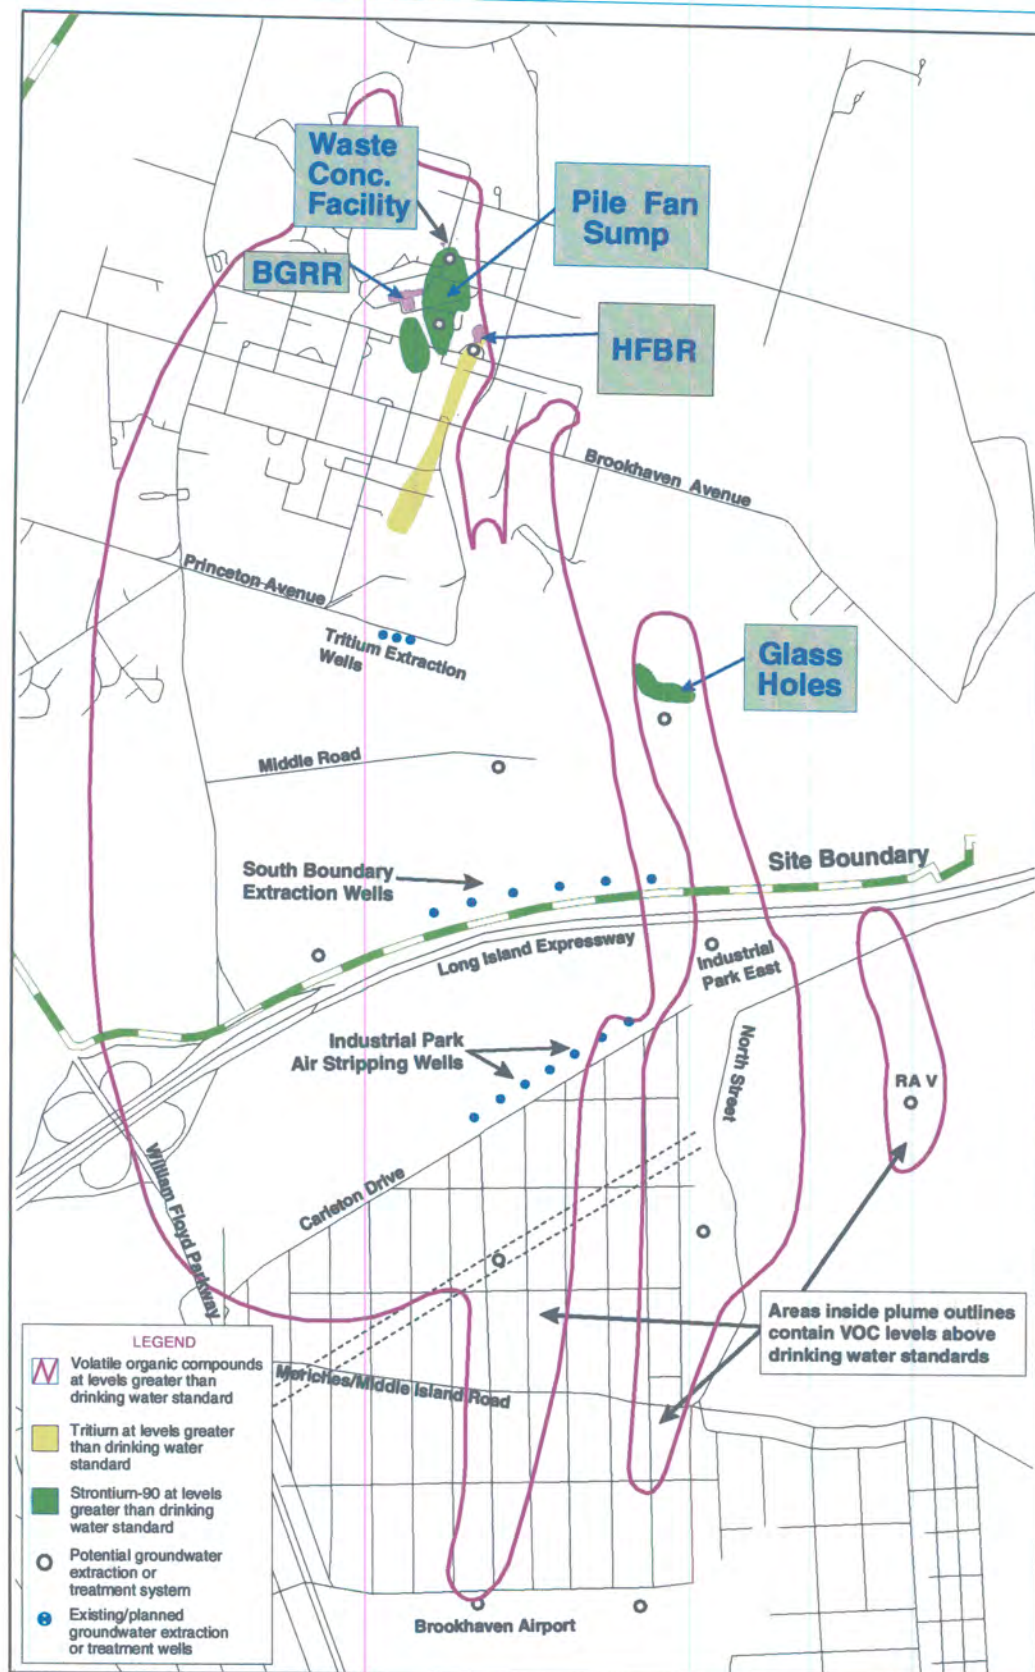 Waste
Conc.
Facility
Pile Fan
Sump
BGRR
HFBR
Brookhaven Avenue
Princeton Avenue
Tritium Extraction
Wells
Glass
Holes
Middle Road
South Boundary
Extraction Wells
Site Boundary
Long Island Expressway
Industrial
Park East
Industrial Park
Air Stripping Wells
North Street
RA V
William Floyd Parkway
Carleton Drive
Areas inside plume outlines
contain VOC levels above
drinking water standards
Moriches/Middle Island Road
LEGEND
Volatile organic compounds
at levels greater than
drinking water standard
Tritium at levels greater
than drinking water
standard
Strontium-90 at levels
greater than drinking
water standard
Potential groundwater
extraction or
treatment system
Existing/planned
groundwater extraction
or treatment wells
Brookhaven Airport